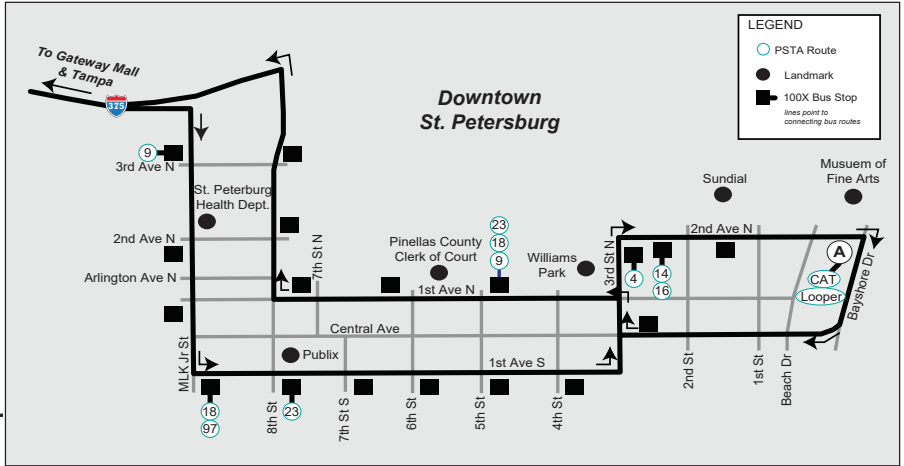 LEGEND
PSTA Route
Landmark
100X Bus Stop
lines point to
connecting bus routes
To Gateway Mall
& Tampa
375
Downtown
St. Petersburg
9
3rd Ave N
St. Peterburg
Health Dept.
2nd Ave N
Arlington Ave N
7th St N
Pinellas County
Clerk of Court
23
18
9
1st Ave N
Williams
Park
3rd St N
Sundial
Musuem of
Fine Arts
2nd Ave N
4
14
16
A
CAT
Looper
Bayshore Dr
Central Ave
Publix
1st Ave S
MLK Jr St
18
97
8th St
23
7th St S
6th St
5th St
4th St
2nd St
1st St
Beach Dr